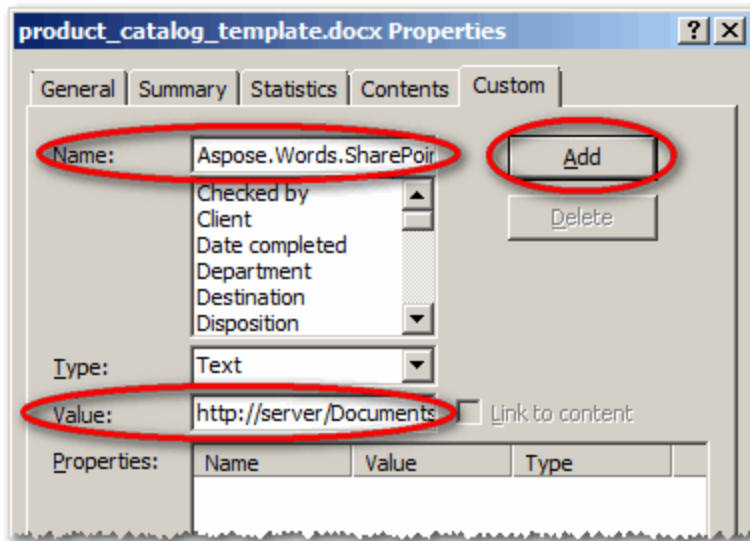 product_catalog_template.docx Properties
General Summary Statistics Contents Custom
Name: Aspose.Words.SharePoin Add
Checked by
Client
Date completed
Department
Destination
Disposition
Delete
Type: Text
Value: http://server/Documents Link to content
Properties: Name Value Type